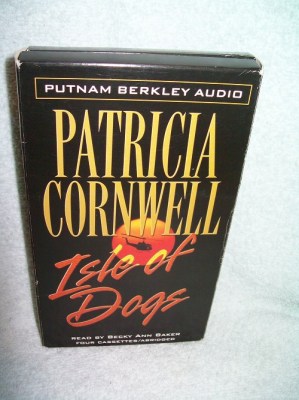 PUTNAM BERKLEY AUDIO
PATRICIA
CORNWELL
Isle of
Dogs
READ BY BECKY ANN BAKER
FOUR CASSETTES/ABRIDGED